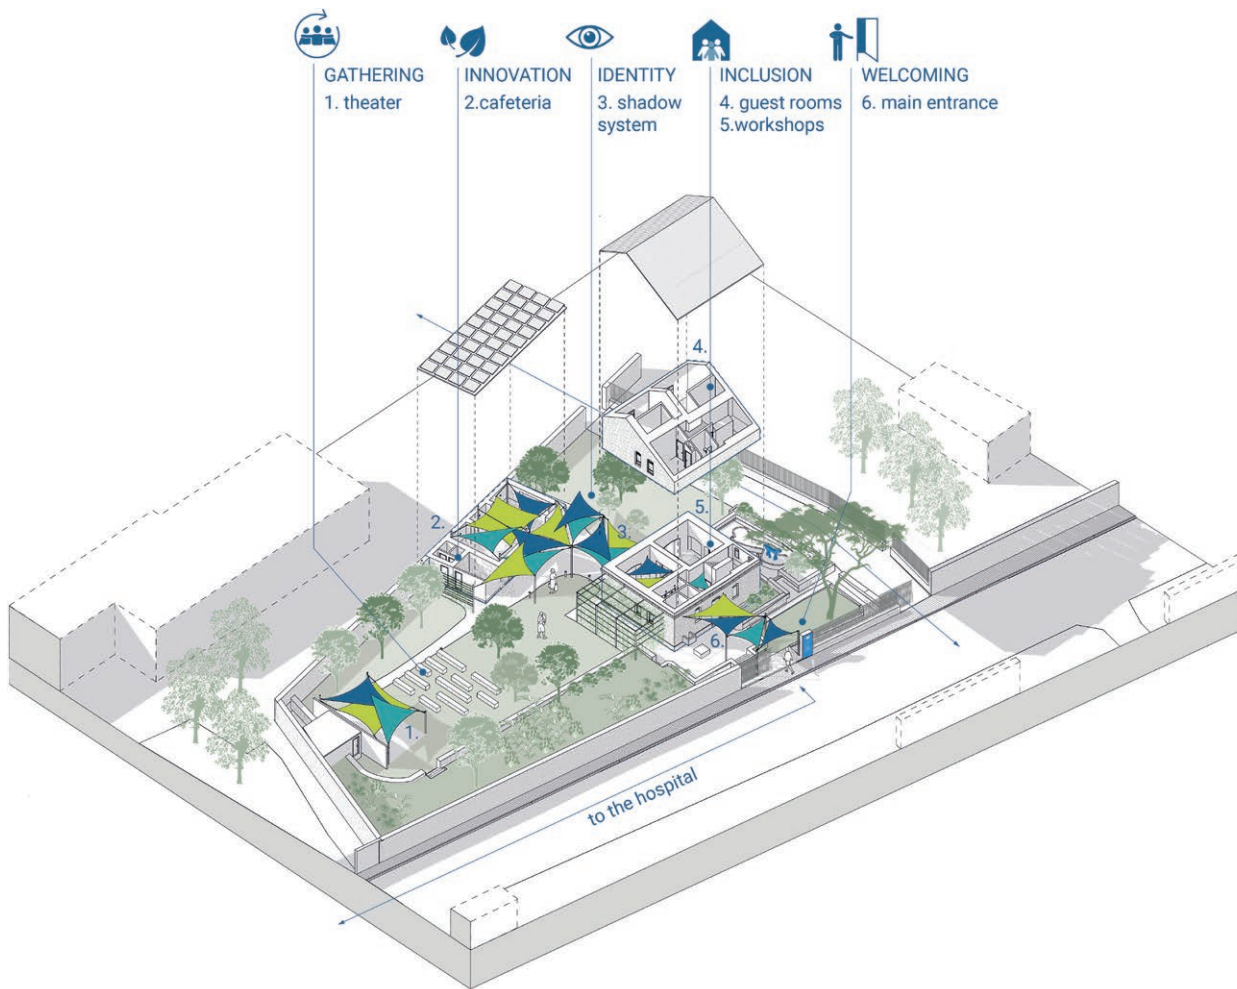 GATHERING
1. theater
INNOVATION
2.cafeteria
IDENTITY
3. shadow
system
INCLUSION
4. guest rooms
5.workshops
WELCOMING
6. main entrance
4.
5.
2.
3.
6.
1.
to the hospital